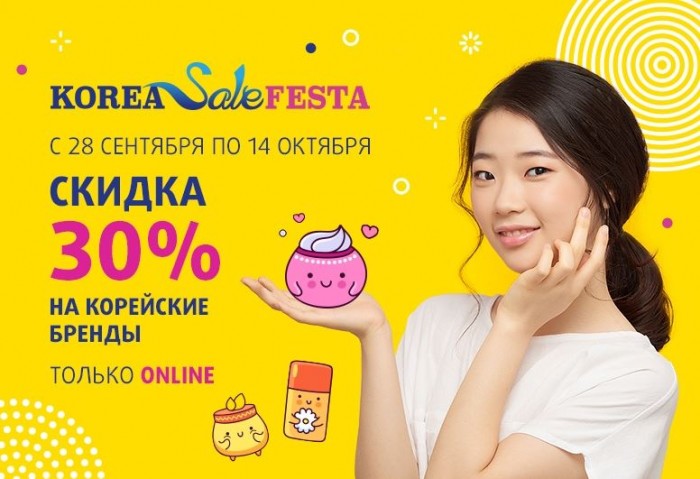 KOREA Sale FESTA
С 28 СЕНТЯБРЯ ПО 14 ОКТЯБРЯ
СКИДКА
30%
НА КОРЕЙСКИЕ
БРЕНДЫ
ТОЛЬКО ONLINE